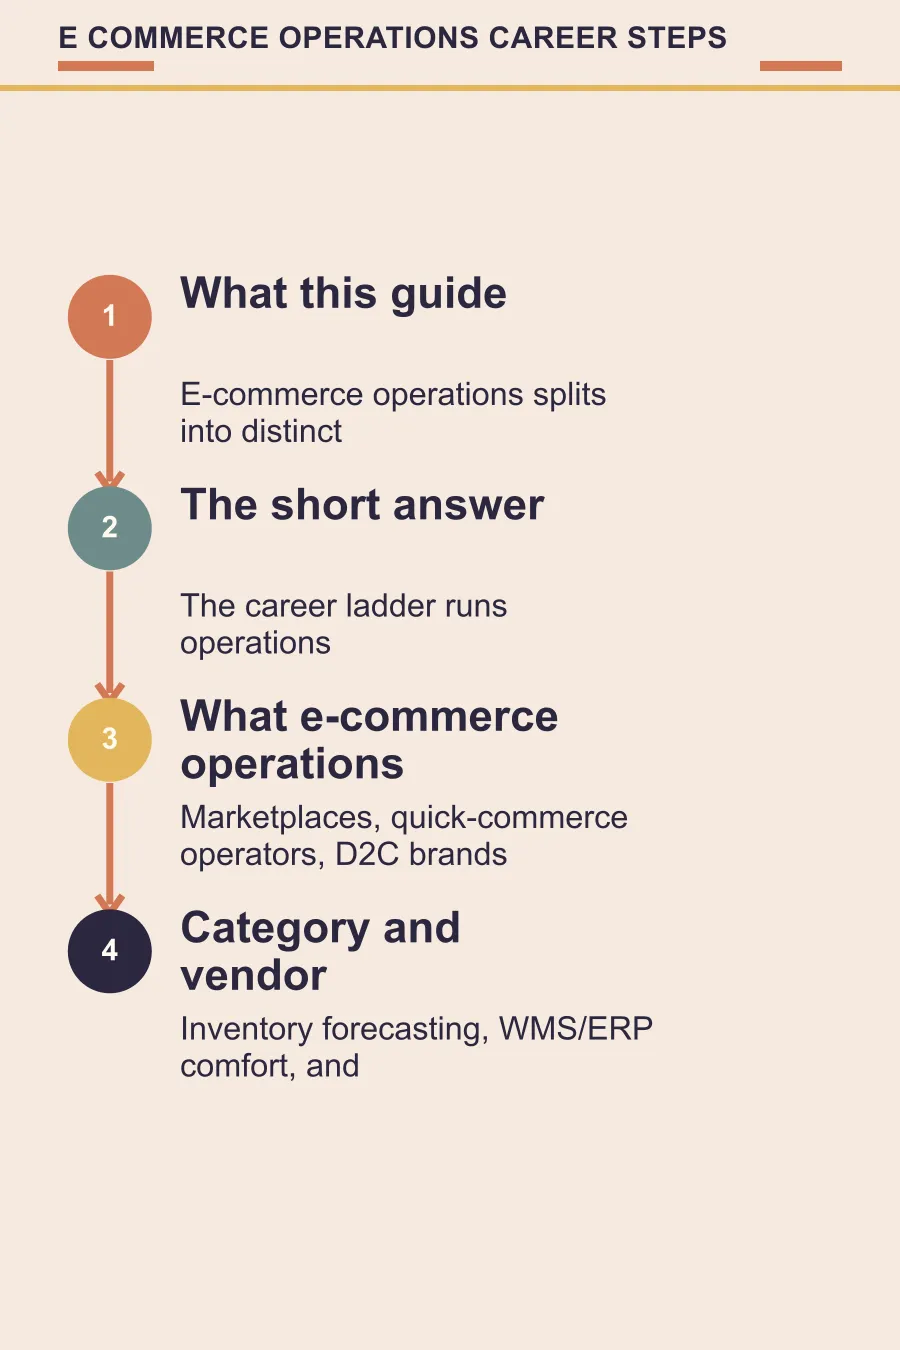 E COMMERCE OPERATIONS CAREER STEPS
1
What this guide
E-commerce operations splits
into distinct
2
The short answer
The career ladder runs
operations
3
What e-commerce
operations
Marketplaces, quick-commerce
operators, D2C brands
4
Category and
vendor
Inventory forecasting, WMS/ERP
comfort, and